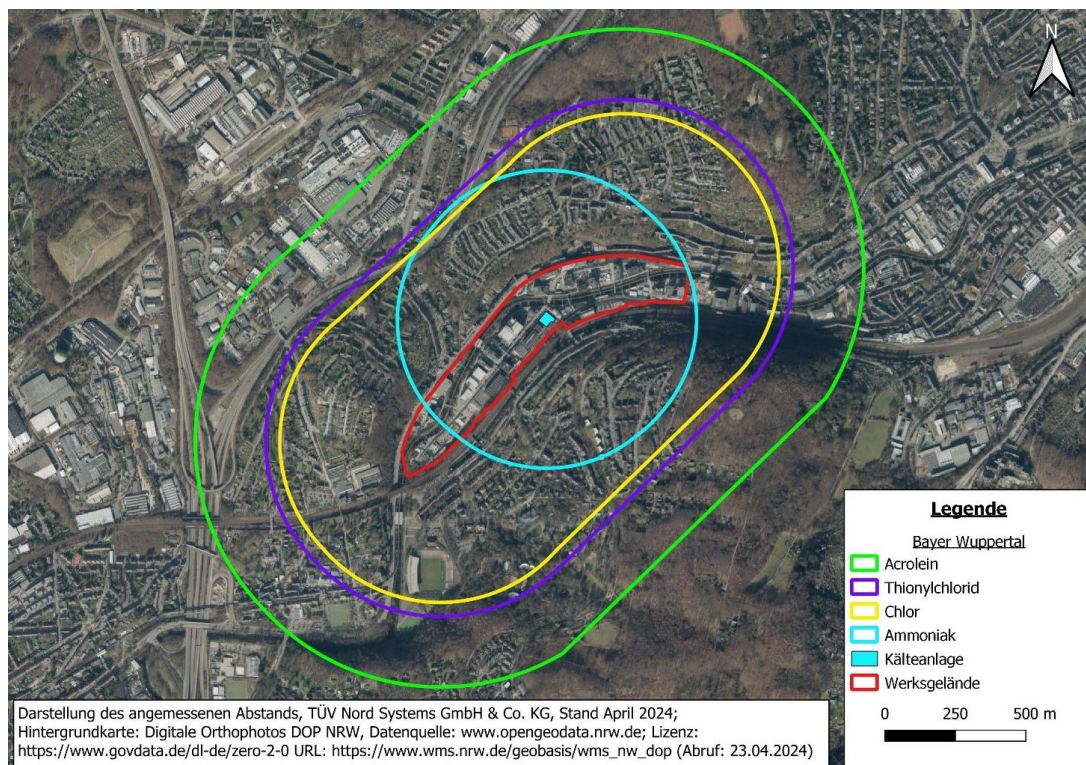 N
Legende
Bayer Wuppertal
Acrolein
Thionylchlorid
Chlor
Ammoniak
Kälteanlage
Werksgelände
0 250 500 m
Darstellung des angemessenen Abstands, TÜV Nord Systems GmbH & Co. KG, Stand April 2024;
Hintergrundkarte: Digitale Orthophotos DOP NRW, Datenquelle: www.opengeodata.nrw.de; Lizenz:
https://www.govdata.de/dl-de/zero-2-0 URL: https://www.wms.nrw.de/geobasis/wms_nw_dop (Abruf: 23.04.2024)